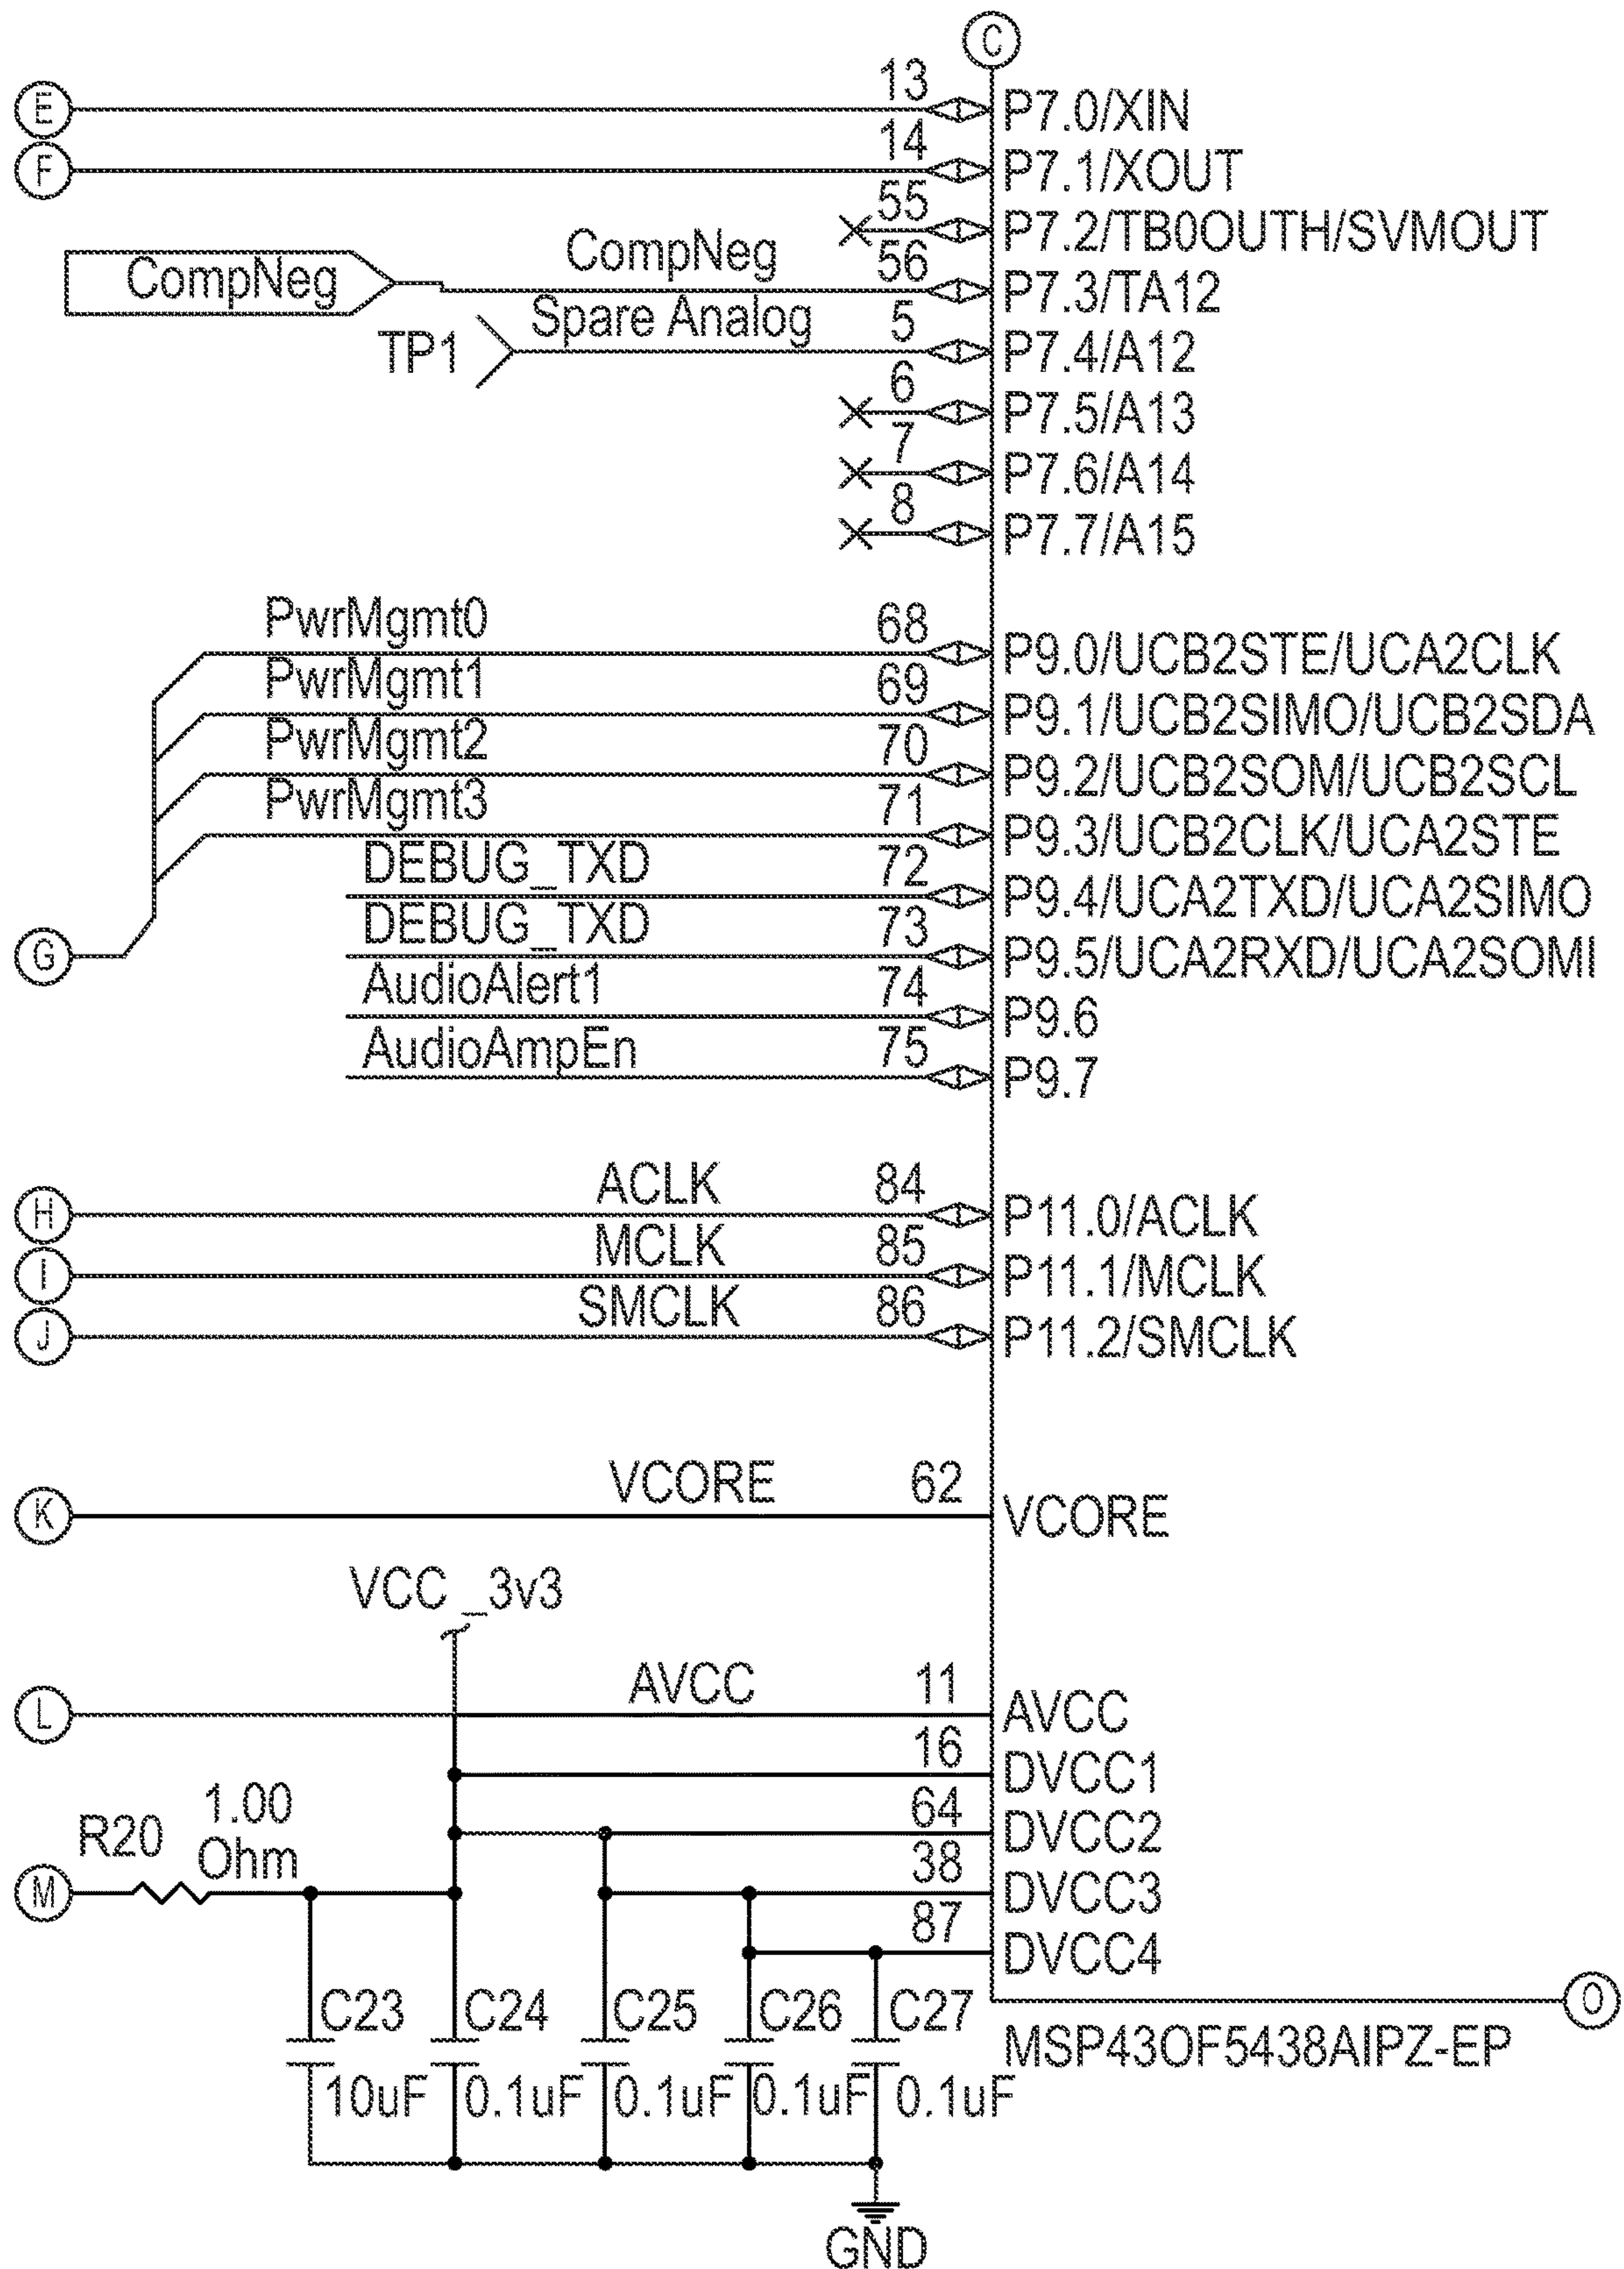 C
E 13 P7.0/XIN
F 14 P7.1/XOUT
55 P7.2/TB0OUTH/SVMOUT
CompNeg CompNeg 56 P7.3/TA12
TP1 Spare Analog 5 P7.4/A12
6 P7.5/A13
7 P7.6/A14
8 P7.7/A15
PwrMgmt0 68 P9.0/UCB2STE/UCA2CLK
PwrMgmt1 69 P9.1/UCB2SIMO/UCB2SDA
PwrMgmt2 70 P9.2/UCB2SOM/UCB2SCL
PwrMgmt3 71 P9.3/UCB2CLK/UCA2STE
DEBUG_TXD 72 P9.4/UCA2TXD/UCA2SIMO
G DEBUG_TXD 73 P9.5/UCA2RXD/UCA2SOMI
AudioAlert1 74 P9.6
AudioAmpEn 75 P9.7
H ACLK 84 P11.0/ACLK
I MCLK 85 P11.1/MCLK
J SMCLK 86 P11.2/SMCLK
K VCORE 62 VCORE
VCC_3v3
L AVCC 11 AVCC
16 DVCC1
64 DVCC2
M R20 1.00 Ohm 38 DVCC3
87 DVCC4
C23 C24 C25 C26 C27 O
MSP43OF5438AIPZ-EP
10uF 0.1uF 0.1uF 0.1uF 0.1uF
GND